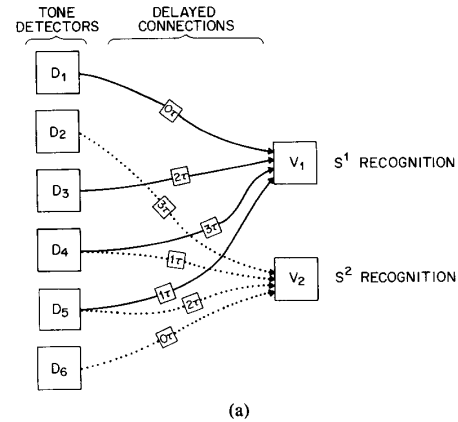 TONE DETECTORS
DELAYED CONNECTIONS
D1
0τ
D2
V1
S¹ RECOGNITION
D3
2τ
3τ
3τ
D4
1τ
V2
S² RECOGNITION
D5
1τ
2τ
D6
0τ
(a)